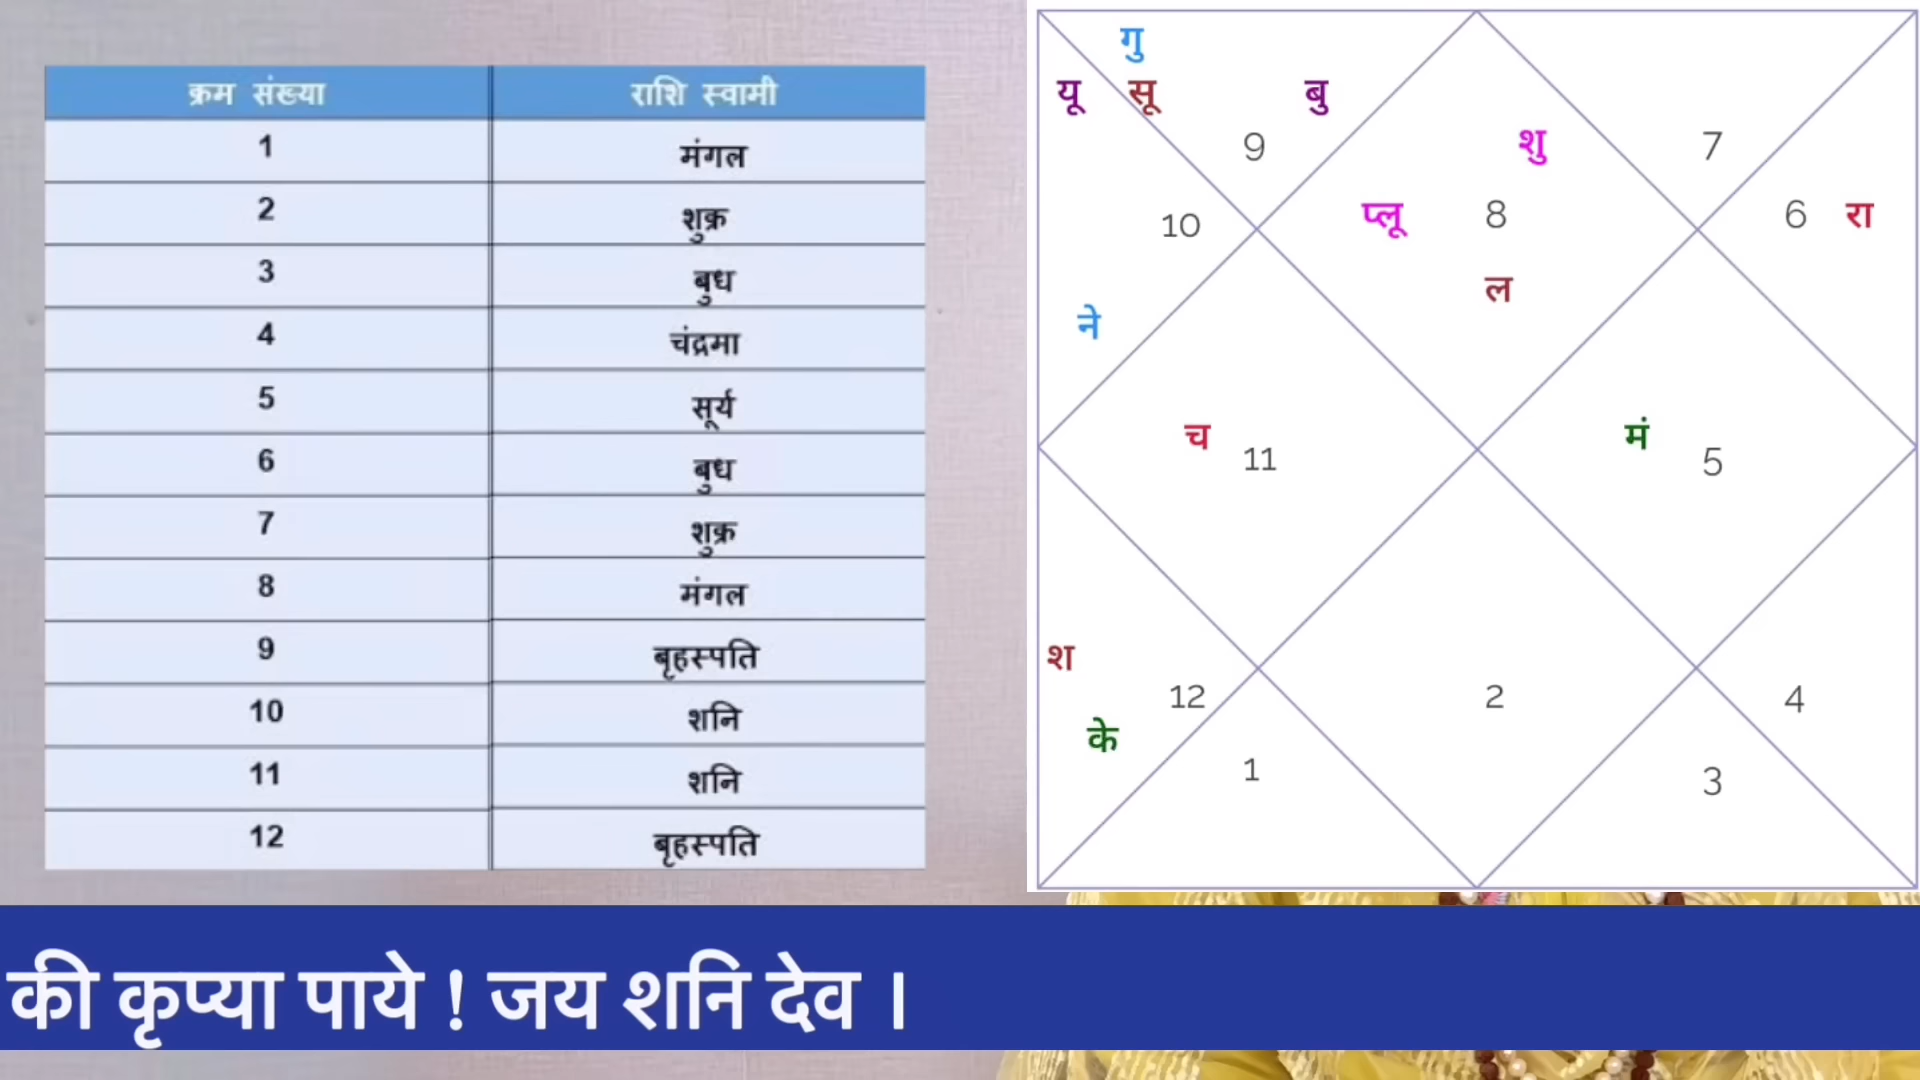 क्रम संख्या राशि स्वामी
1 मंगल
2 शुक्र
3 बुध
4 चंद्रमा
5 सूर्य
6 बुध
7 शुक्र
8 मंगल
9 बृहस्पति
10 शनि
11 शनि
12 बृहस्पति
गु
यू सू बु
9 शु 7
10 प्लू 8 6 रा
ल
ने
च 11 मं 5
श
12 2 4
के
1 3
की कृप्या पाये ! जय शनि देव ।